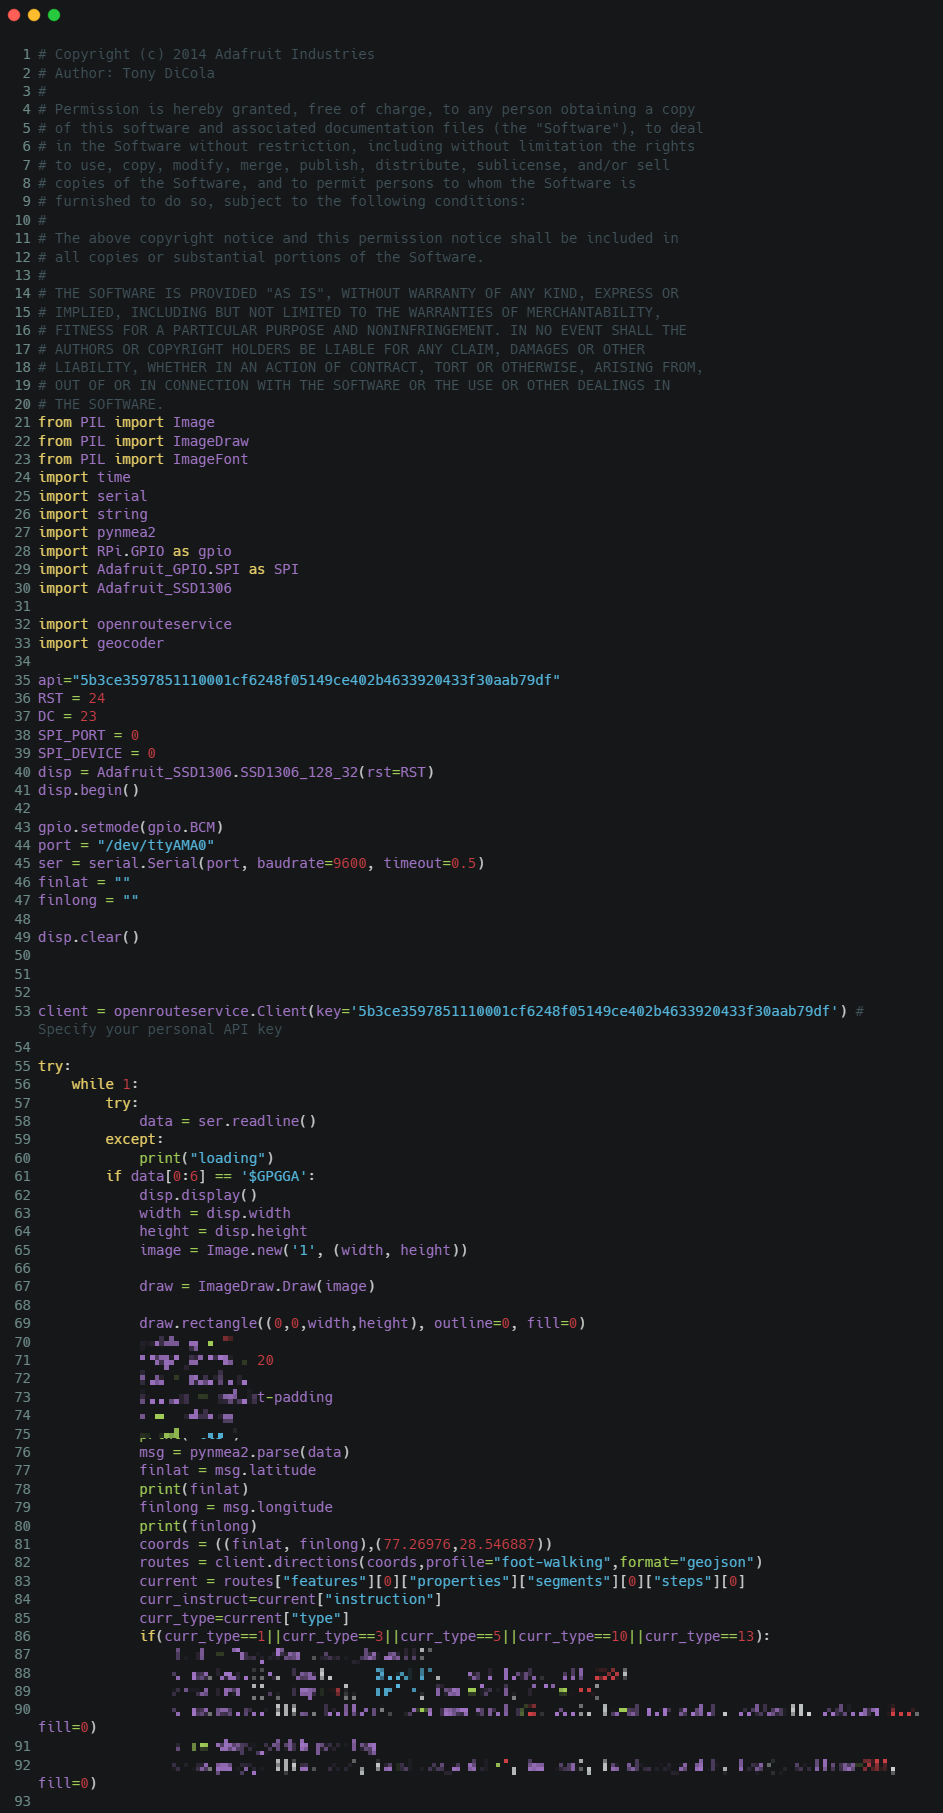 1 # Copyright (c) 2014 Adafruit Industries
2 # Author: Tony DiCola
3 #
4 # Permission is hereby granted, free of charge, to any person obtaining a copy
5 # of this software and associated documentation files (the "Software"), to deal
6 # in the Software without restriction, including without limitation the rights
7 # to use, copy, modify, merge, publish, distribute, sublicense, and/or sell
8 # copies of the Software, and to permit persons to whom the Software is
9 # furnished to do so, subject to the following conditions:
10 #
11 # The above copyright notice and this permission notice shall be included in
12 # all copies or substantial portions of the Software.
13 #
14 # THE SOFTWARE IS PROVIDED "AS IS", WITHOUT WARRANTY OF ANY KIND, EXPRESS OR
15 # IMPLIED, INCLUDING BUT NOT LIMITED TO THE WARRANTIES OF MERCHANTABILITY,
16 # FITNESS FOR A PARTICULAR PURPOSE AND NONINFRINGEMENT. IN NO EVENT SHALL THE
17 # AUTHORS OR COPYRIGHT HOLDERS BE LIABLE FOR ANY CLAIM, DAMAGES OR OTHER
18 # LIABILITY, WHETHER IN AN ACTION OF CONTRACT, TORT OR OTHERWISE, ARISING FROM,
19 # OUT OF OR IN CONNECTION WITH THE SOFTWARE OR THE USE OR OTHER DEALINGS IN
20 # THE SOFTWARE.
21 from PIL import Image
22 from PIL import ImageDraw
23 from PIL import ImageFont
24 import time
25 import serial
26 import string
27 import pynmea2
28 import RPi.GPIO as gpio
29 import Adafruit_GPIO.SPI as SPI
30 import Adafruit_SSD1306
31
32 import openrouteservice
33 import geocoder
34
35 api="5b3ce3597851110001cf6248f05149ce402b4633920433f30aab79df"
36 RST = 24
37 DC = 23
38 SPI_PORT = 0
39 SPI_DEVICE = 0
40 disp = Adafruit_SSD1306.SSD1306_128_32(rst=RST)
41 disp.begin()
42
43 gpio.setmode(gpio.BCM)
44 port = "/dev/ttyAMA0"
45 ser = serial.Serial(port, baudrate=9600, timeout=0.5)
46 finlat = ""
47 finlong = ""
48
49 disp.clear()
50
51
52
53 client = openrouteservice.Client(key='5b3ce3597851110001cf6248f05149ce402b4633920433f30aab79df') #
Specify your personal API key
54
55 try:
56     while 1:
57         try:
58             data = ser.readline()
59         except:
60             print("loading")
61         if data[0:6] == '$GPGGA':
62             disp.display()
63             width = disp.width
64             height = disp.height
65             image = Image.new('1', (width, height))
66
67             draw = ImageDraw.Draw(image)
68
69             draw.rectangle((0,0,width,height), outline=0, fill=0)
70
71 20
72
73 t-padding
74
75
76             msg = pynmea2.parse(data)
77             finlat = msg.latitude
78             print(finlat)
79             finlong = msg.longitude
80             print(finlong)
81             coords = ((finlat, finlong),(77.26976,28.546887))
82             routes = client.directions(coords,profile="foot-walking",format="geojson")
83             current = routes["features"][0]["properties"]["segments"][0]["steps"][0]
84             curr_instruct=current["instruction"]
85             curr_type=current["type"]
86             if(curr_type==1||curr_type==3||curr_type==5||curr_type==10||curr_type==13):
87
88
89
90
fill=0)
91
92
fill=0)
93